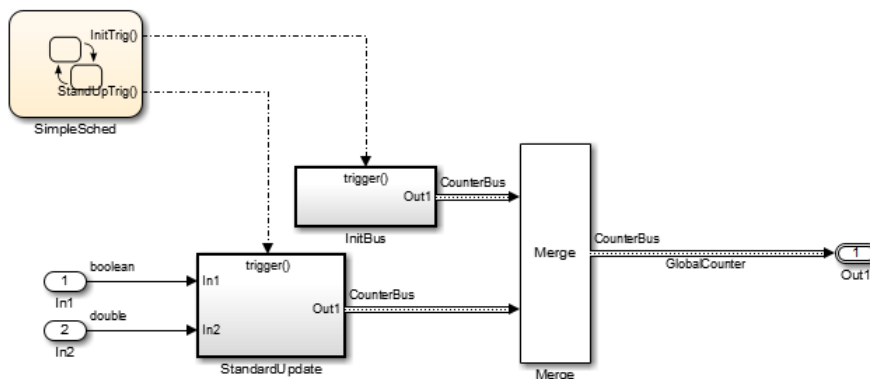 InitTrig()
StandUpTrig()
SimpleSched
trigger()
Out1
CounterBus
InitBus
trigger()
boolean
1
In1
In1
double
2
In2
In2
Out1
CounterBus
StandardUpdate
Merge
Merge
CounterBus
GlobalCounter
1
Out1